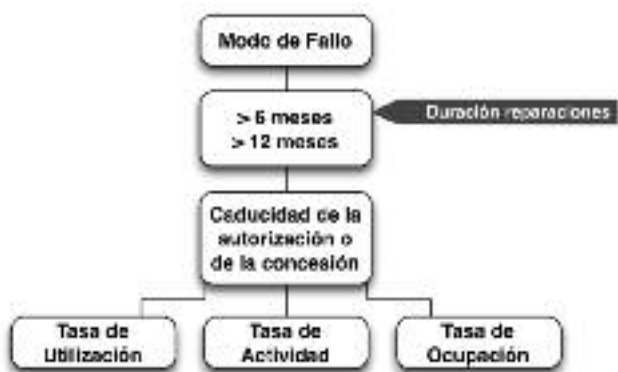 Modo de Fallo
> 6 meses
> 12 meses
Duración reparaciones
Caducidad de la
autorización o
de la concesión
Tasa de
Utilización
Tasa de
Actividad
Tasa de
Ocupación